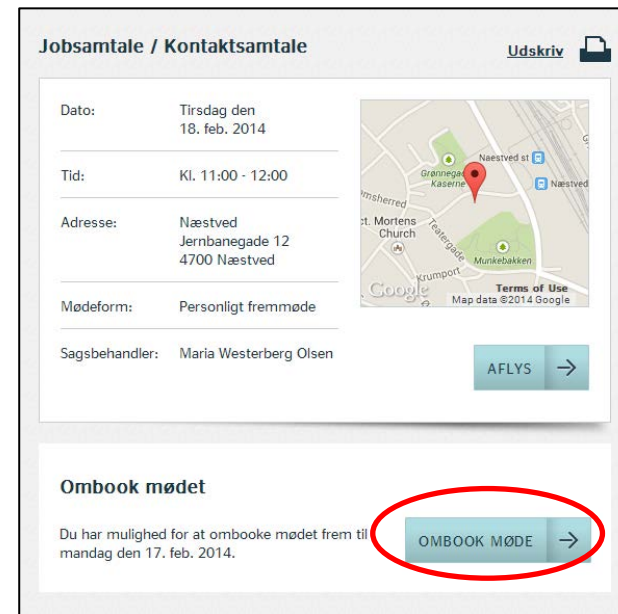 Jobsamtale / Kontaktsamtale
Udskriv
Dato:
Tirsdag den
18. feb. 2014
Tid:
Kl. 11:00 - 12:00
Adresse:
Næstved
Jernbanegade 12
4700 Næstved
Mødeform:
Personligt fremmøde
Sagsbehandler:
Maria Westerberg Olsen
Naestved st
Næstved
Kaserne
ct. Mortens
Church
Teatergade
Munkebakken
Krumport
Google
Terms of Use
Map data ©2014 Google
AFLYS
Ombook mødet
Du har mulighed for at ombooke mødet frem til
mandag den 17. feb. 2014.
OMBOOK MØDE